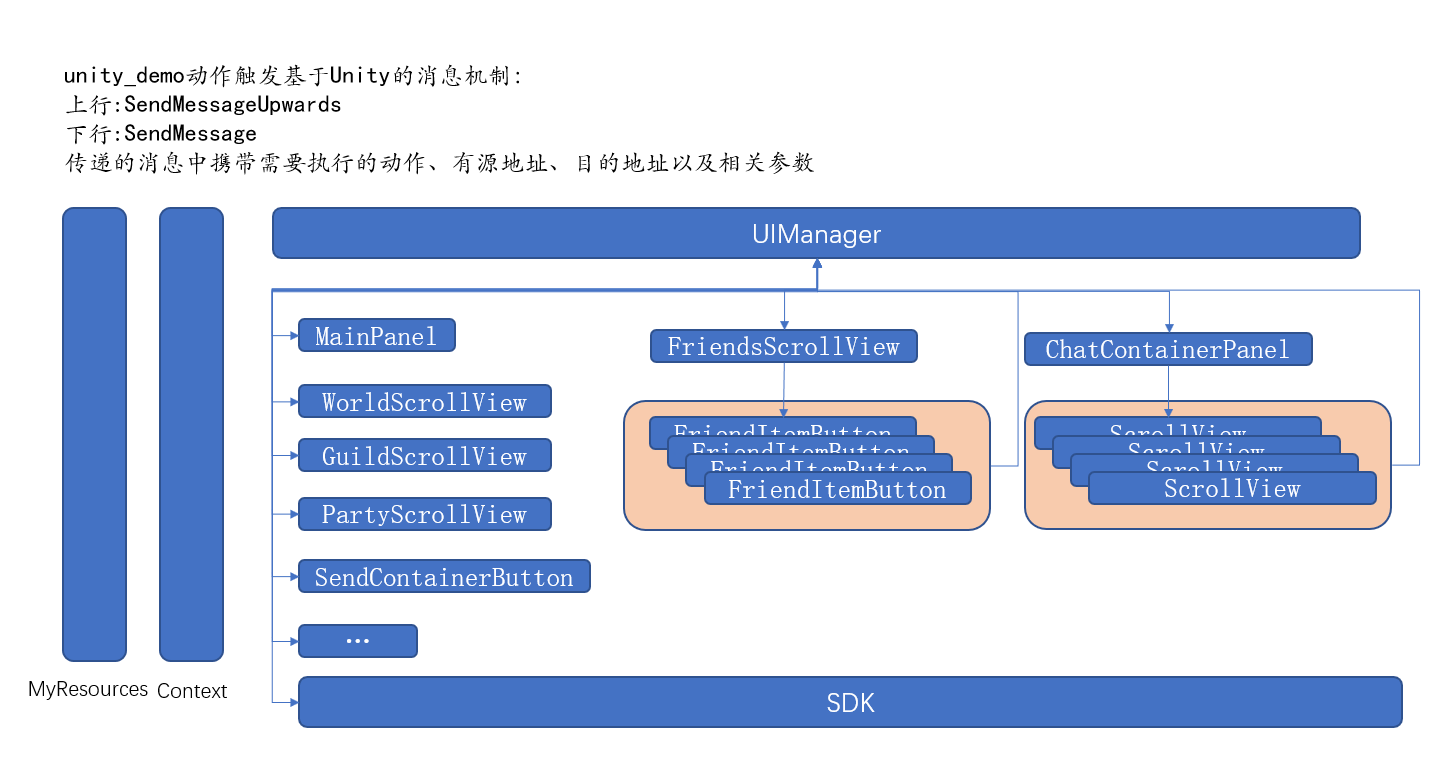 unity_demo动作触发基于Unity的消息机制:
上行:SendMessageUpwards
下行:SendMessage
传递的消息中携带需要执行的动作、有源地址、目的地址以及相关参数
UIManager
MainPanel
FriendsScrollView
ChatContainerPanel
WorldScrollView
GuildScrollView
PartyScrollView
SendContainerButton
...
FriendItemButton
FriendItemButton
FriendItemButton
FriendItemButton
ScrollView
ScrollView
ScrollView
ScrollView
MyResources
Context
SDK